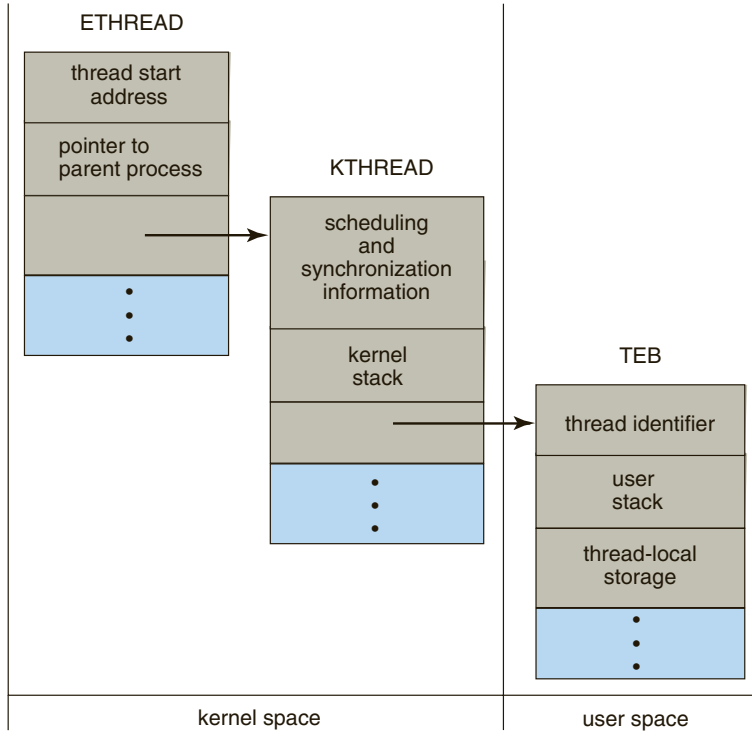 ETHREAD
thread start
address
pointer to
parent process
KTHREAD
scheduling
and
synchronization
information
kernel
stack
TEB
thread identifier
user
stack
thread-local
storage
kernel space
user space